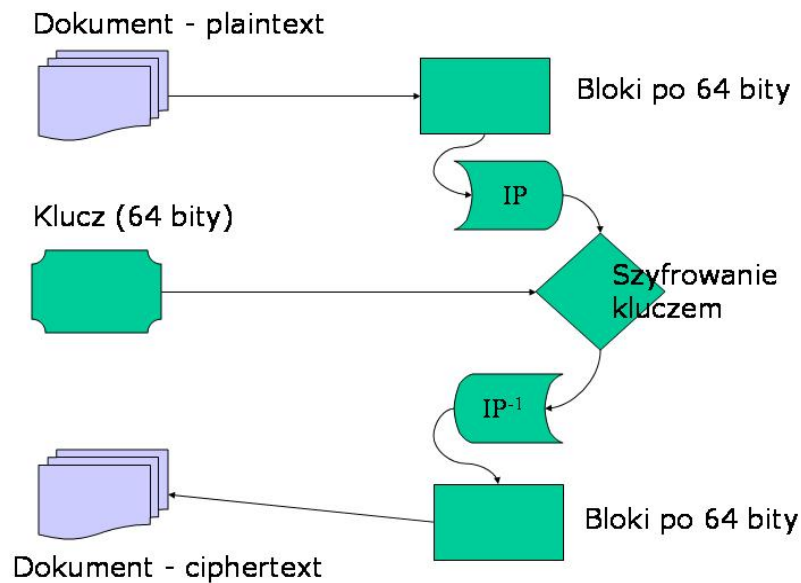 Dokument - plaintext
Bloki po 64 bity
IP
Klucz (64 bity)
Szyfrowanie
kluczem
IP⁻¹
Bloki po 64 bity
Dokument - ciphertext